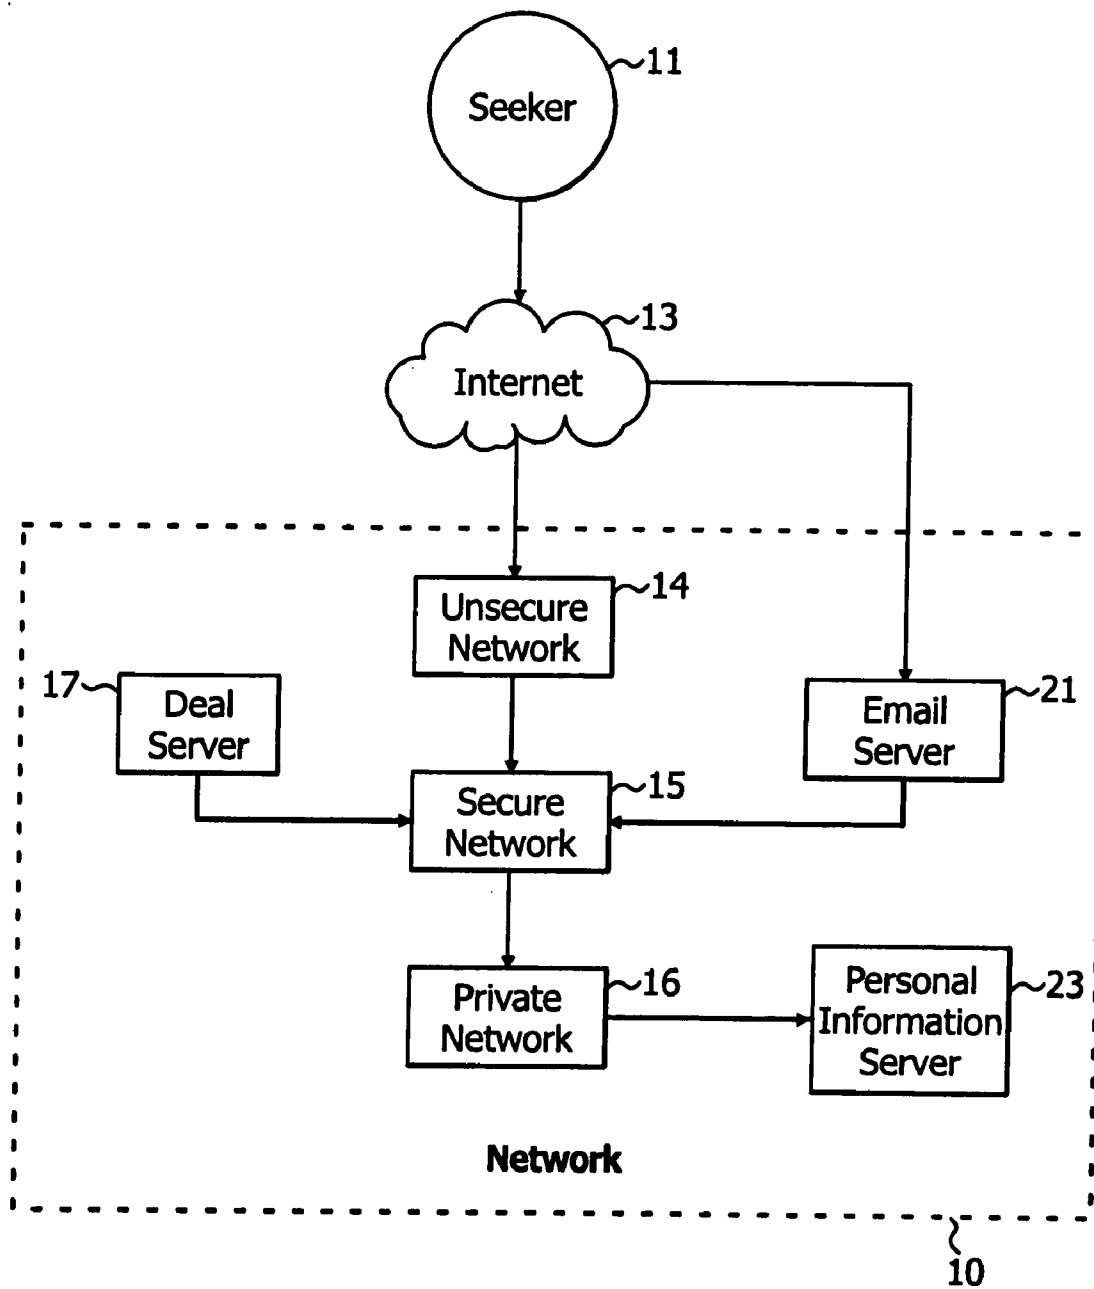 11
Seeker
13
Internet
14
Unsecure
Network
17
Deal
Server
21
Email
Server
15
Secure
Network
16
Private
Network
23
Personal
Information
Server
Network
10